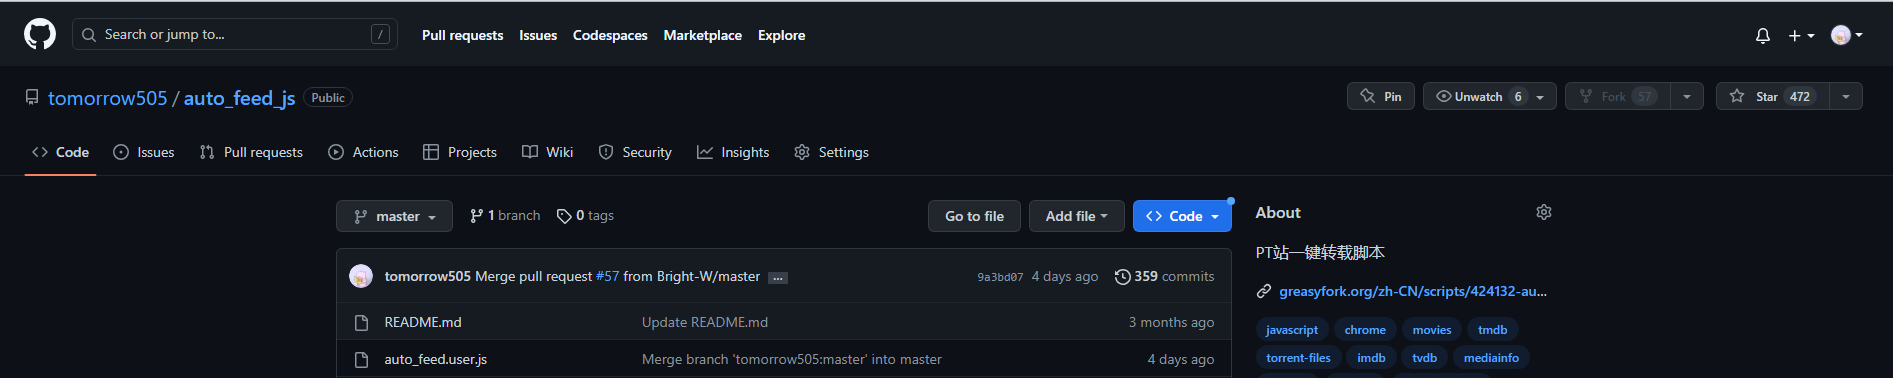 Search or jump to... / Pull requests Issues Codespaces Marketplace Explore
tomorrow505 / auto_feed_js Public Pin Unwatch 6 Fork 57 Star 472
Code Issues Pull requests Actions Projects Wiki Security Insights Settings
master 1 branch 0 tags Go to file Add file Code
About
PT站一键转载脚本
greasyfork.org/zh-CN/scripts/424132-au...
javascript chrome movies tmdb
torrent-files imdb tvdb mediainfo
tomorrow505 Merge pull request #57 from Bright-W/master ... 9a3bd07 4 days ago 359 commits
README.md Update README.md 3 months ago
auto_feed.user.js Merge branch 'tomorrow505:master' into master 4 days ago